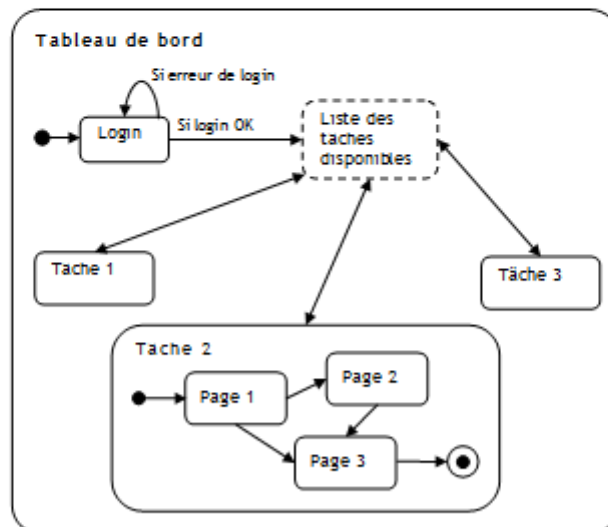 Tableau de bord
Si erreur de login
Login
Si login OK
Liste des
taches
disponibles
Tache 1
Tâche 3
Tache 2
Page 1
Page 2
Page 3